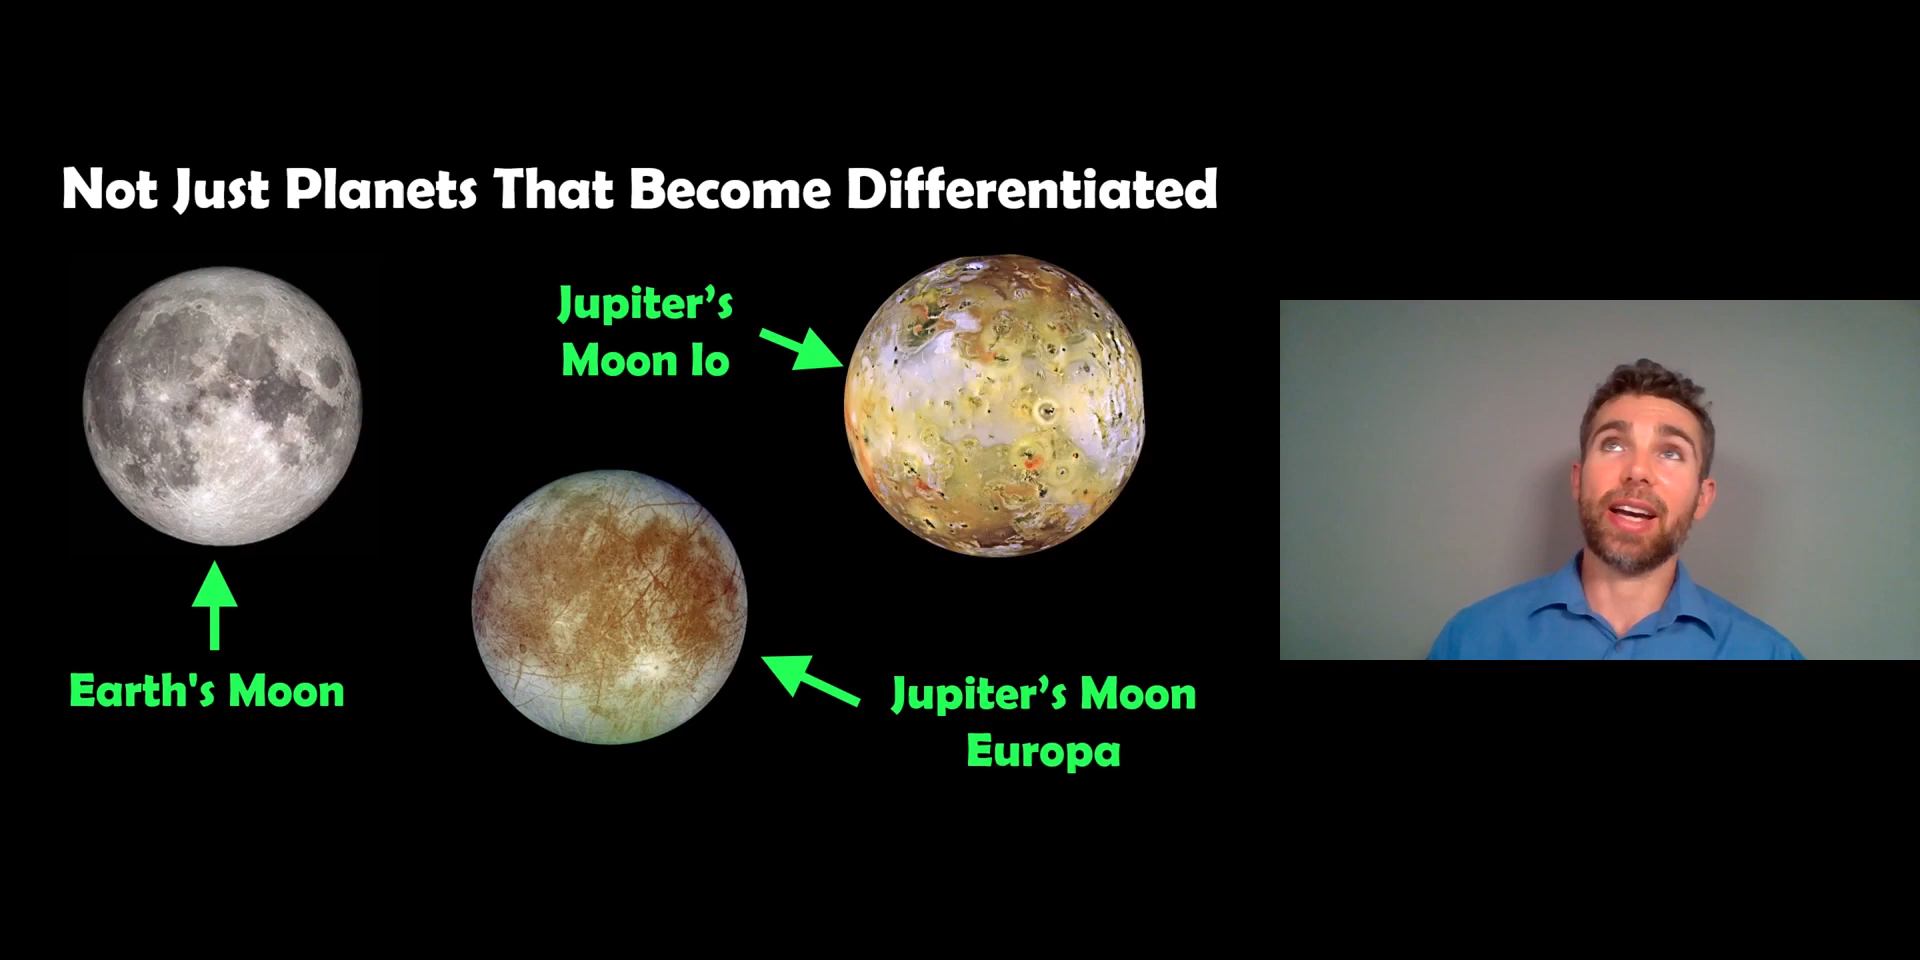 Not Just Planets That Become Differentiated
Jupiter’s
Moon Io
Earth's Moon
Jupiter’s Moon
Europa